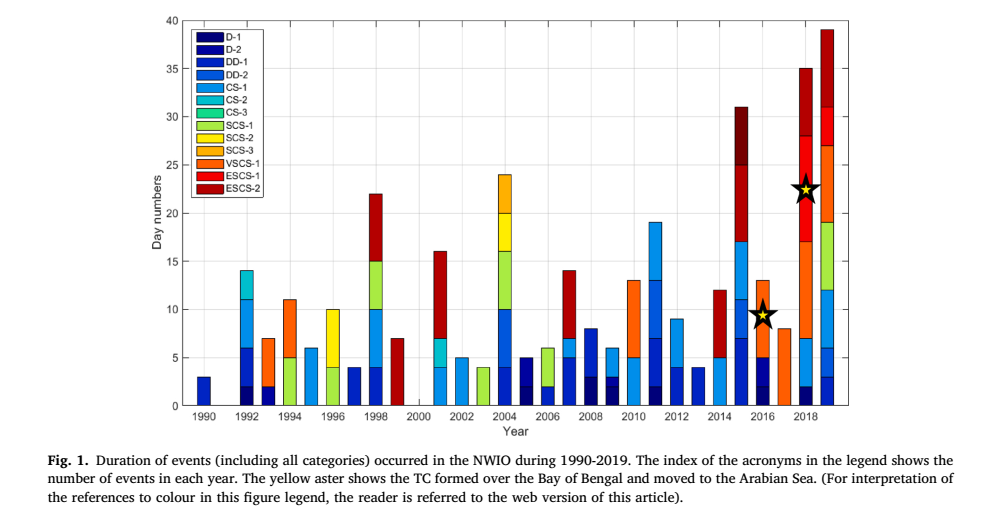 40
35
30
25
20
15
10
5
0
Day numbers
D-1
D-2
DD-1
DD-2
CS-1
CS-2
CS-3
SCS-1
SCS-2
SCS-3
VSCS-1
ESCS-1
ESCS-2
1990 1992 1994 1996 1998 2000 2002 2004 2006 2008 2010 2012 2014 2016 2018
Year
Fig. 1. Duration of events (including all categories) occurred in the NWIO during 1990-2019. The index of the acronyms in the legend shows the
number of events in each year. The yellow aster shows the TC formed over the Bay of Bengal and moved to the Arabian Sea. (For interpretation of
the references to colour in this figure legend, the reader is referred to the web version of this article).